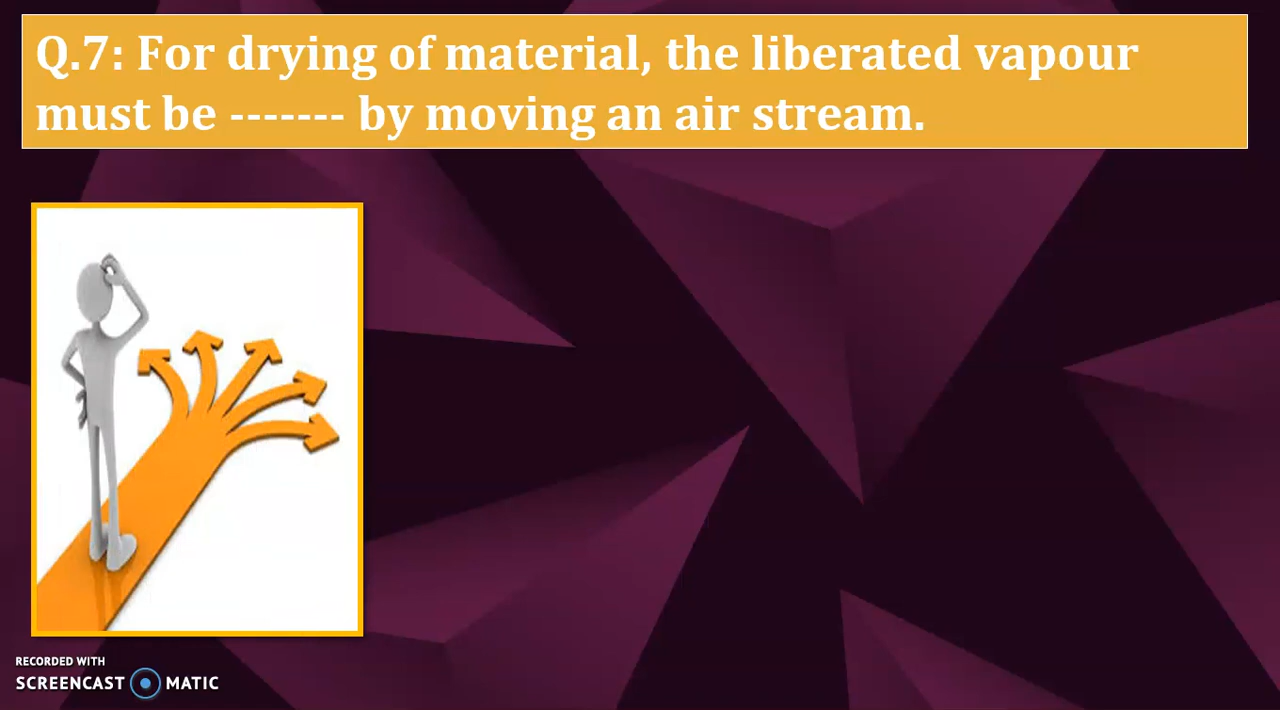 Q.7: For drying of material, the liberated vapour
must be ------- by moving an air stream.
RECORDED WITH
SCREENCAST MATIC